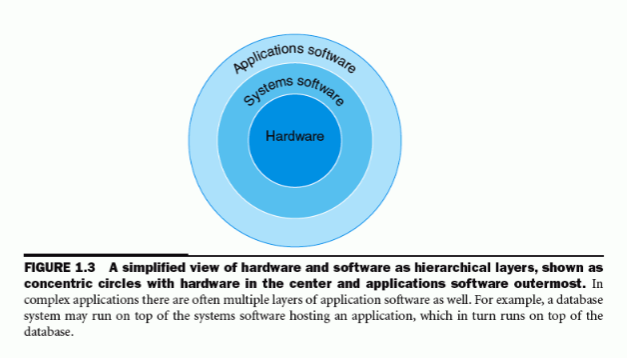 Applications software
Systems software
Hardware
FIGURE 1.3 A simplified view of hardware and software as hierarchical layers, shown as
concentric circles with hardware in the center and applications software outermost. In
complex applications there are often multiple layers of application software as well. For example, a database
system may run on top of the systems software hosting an application, which in turn runs on top of the
database.